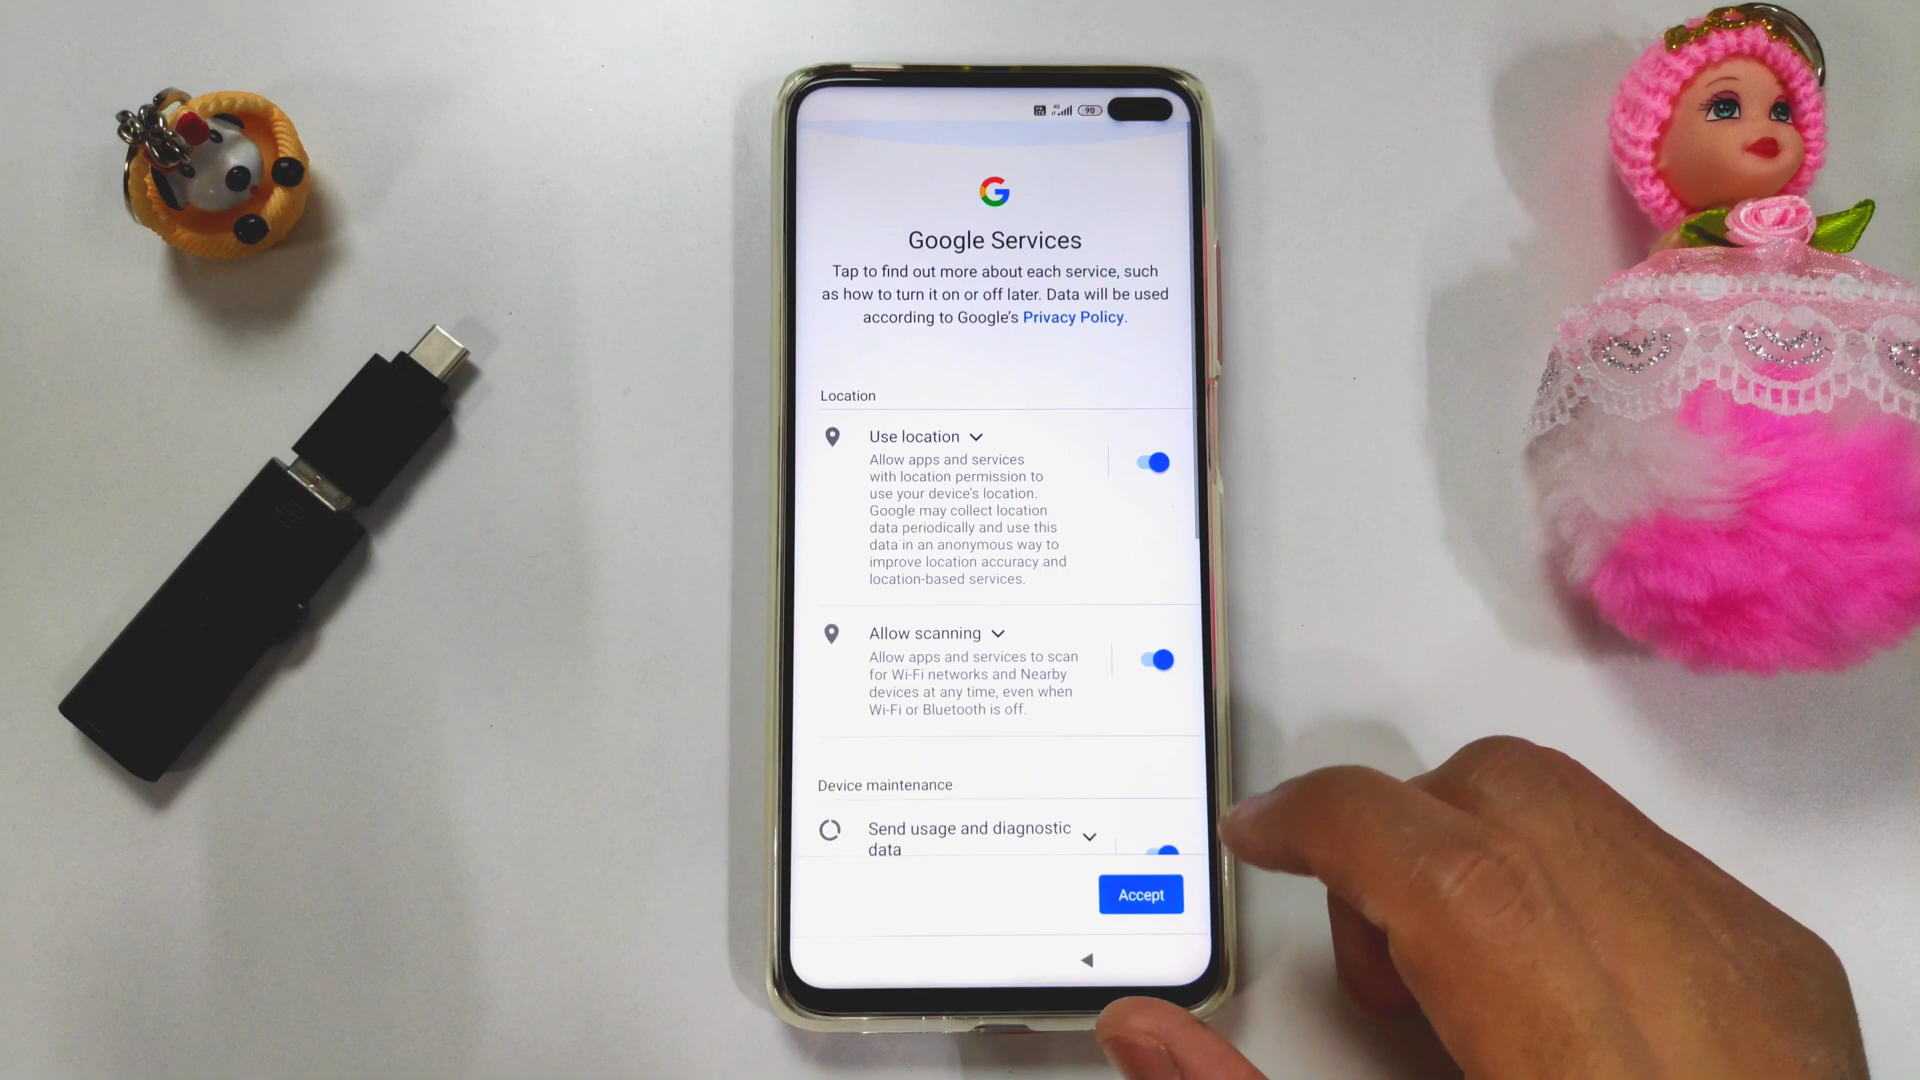 90
Google Services
Tap to find out more about each service, such
as how to turn it on or off later. Data will be used
according to Google's Privacy Policy.
Location
Use location
Allow apps and services
with location permission to
use your device's location.
Google may collect location
data periodically and use this
data in an anonymous way to
improve location accuracy and
location-based services.
Allow scanning
Allow apps and services to scan
for Wi-Fi networks and Nearby
devices at any time, even when
Wi-Fi or Bluetooth is off.
Device maintenance
Send usage and diagnostic
data
Accept